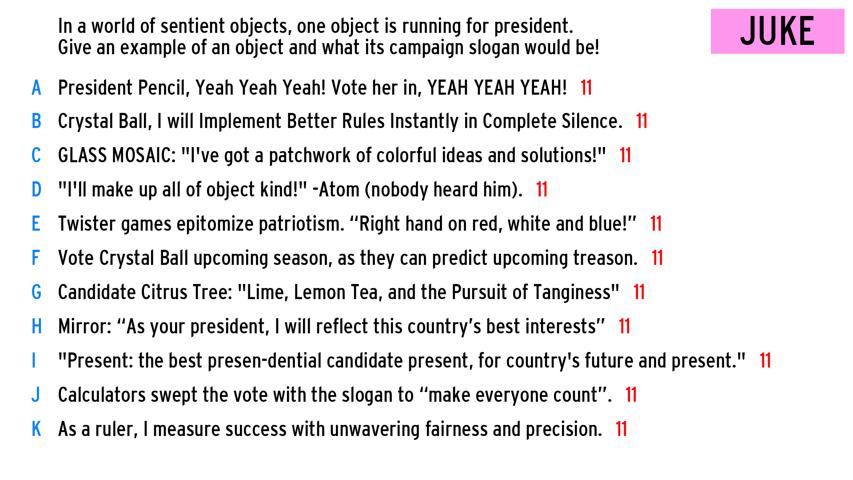 In a world of sentient objects, one object is running for president.
Give an example of an object and what its campaign slogan would be!
JUKE
A President Pencil, Yeah Yeah Yeah! Vote her in, YEAH YEAH YEAH! 11
B Crystal Ball, I will Implement Better Rules Instantly in Complete Silence. 11
C GLASS MOSAIC: "I've got a patchwork of colorful ideas and solutions!" 11
D "I'll make up all of object kind!" -Atom (nobody heard him). 11
E Twister games epitomize patriotism. “Right hand on red, white and blue!” 11
F Vote Crystal Ball upcoming season, as they can predict upcoming treason. 11
G Candidate Citrus Tree: "Lime, Lemon Tea, and the Pursuit of Tanginess" 11
H Mirror: “As your president, I will reflect this country’s best interests” 11
I "Present: the best presen-dential candidate present, for country's future and present." 11
J Calculators swept the vote with the slogan to “make everyone count”. 11
K As a ruler, I measure success with unwavering fairness and precision. 11